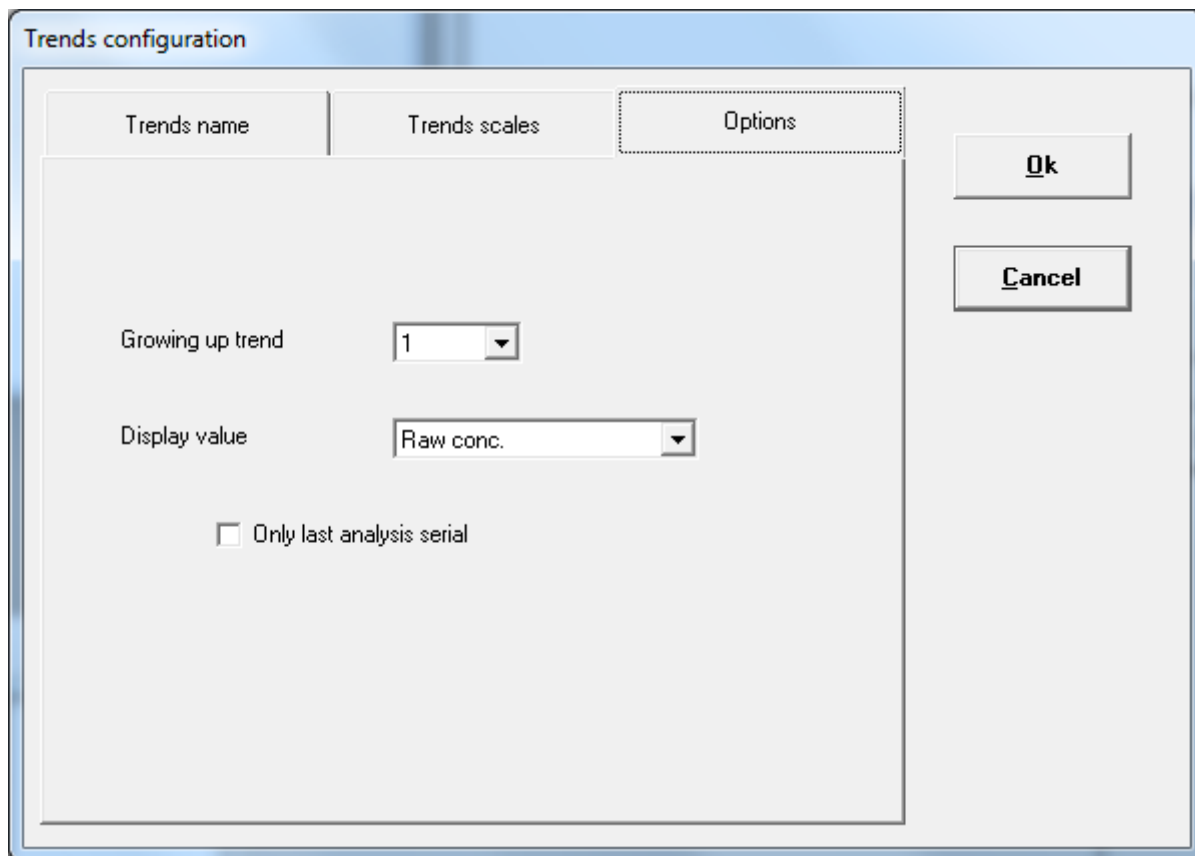 Trends configuration
Trends name
Trends scales
Options
Ok
Cancel
Growing up trend
1
Display value
Raw conc.
Only last analysis serial